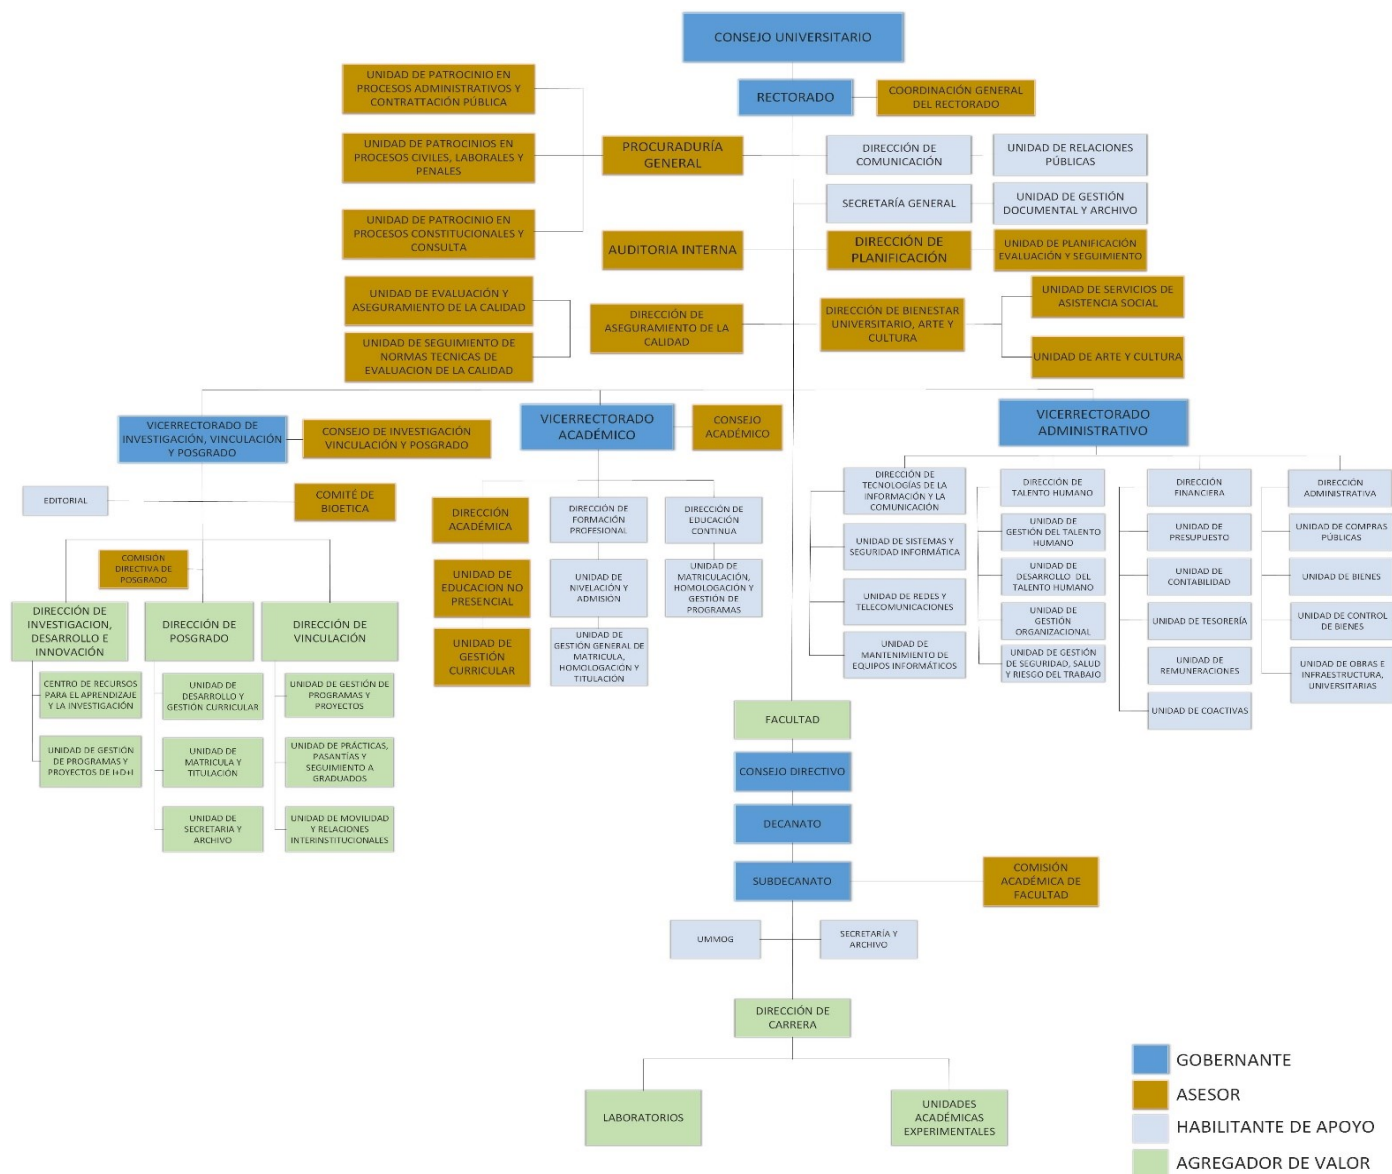 CONSEJO UNIVERSITARIO
RECTORADO
COORDINACIÓN GENERAL
DEL RECTORADO
UNIDAD DE PATROCINIO EN
PROCESOS ADMINISTRATIVOS Y
CONTRATTACIÓN PÚBLICA
UNIDAD DE PATROCINIOS EN
PROCESOS CIVILES, LABORALES Y
PENALES
UNIDAD DE PATROCINIO EN
PROCESOS CONSTITUCIONALES Y
CONSULTA
PROCURADURÍA
GENERAL
DIRECCIÓN DE
COMUNICACIÓN
UNIDAD DE RELACIONES
PÚBLICAS
SECRETARÍA GENERAL
UNIDAD DE GESTIÓN
DOCUMENTAL Y ARCHIVO
AUDITORIA INTERNA
DIRECCIÓN DE
PLANIFICACIÓN
UNIDAD DE PLANIFICACIÓN
EVALUACIÓN Y SEGUIMIENTO
UNIDAD DE EVALUACIÓN Y
ASEGURAMIENTO DE LA CALIDAD
UNIDAD DE SEGUIMIENTO DE
NORMAS TECNICAS DE
EVALUACION DE LA CALIDAD
DIRECCIÓN DE
ASEGURAMIENTO DE LA
CALIDAD
DIRECCIÓN DE BIENESTAR
UNIVERSITARIO, ARTE Y
CULTURA
UNIDAD DE SERVICIOS DE
ASISTENCIA SOCIAL
UNIDAD DE ARTE Y CULTURA
VICERRECTORADO DE
INVESTIGACIÓN, VINCULACIÓN
Y POSGRADO
CONSEJO DE INVESTIGACIÓN
VINCULACIÓN Y POSGRADO
VICERRECTORADO
ACADÉMICO
CONSEJO
ACADÉMICO
VICERRECTORADO
ADMINISTRATIVO
EDITORIAL
COMITÉ DE
BIOETICA
COMISIÓN
DIRECTIVA DE
POSGRADO
DIRECCIÓN DE
INVESTIGACION,
DESARROLLO E
INNOVACIÓN
CENTRO DE RECURSOS
PARA EL APRENDIZAJE
Y LA INVESTIGACIÓN
UNIDAD DE GESTIÓN
DE PROGRAMAS Y
PROYECTOS DE I+D+I
DIRECCIÓN DE
POSGRADO
UNIDAD DE
DESARROLLO Y
GESTIÓN CURRICULAR
UNIDAD DE
MATRICULA Y
TITULACIÓN
UNIDAD DE
SECRETARIA Y
ARCHIVO
DIRECCIÓN DE
VINCULACIÓN
UNIDAD DE GESTIÓN DE
PROGRAMAS Y
PROYECTOS
UNIDAD DE PRÁCTICAS,
PASANTÍAS Y
SEGUIMIENTO A
GRADUADOS
UNIDAD DE MOVILIDAD
Y RELACIONES
INTERINSTITUCIONALES
DIRECCIÓN
ACADÉMICA
UNIDAD DE
EDUCACION NO
PRESENCIAL
UNIDAD DE
GESTIÓN
CURRICULAR
DIRECCIÓN DE
FORMACIÓN
PROFESIONAL
UNIDAD DE
NIVELACIÓN Y
ADMISIÓN
UNIDAD DE
GESTIÓN GENERAL DE
MATRICULA,
HOMOLOGACIÓN Y
TITULACIÓN
DIRECCIÓN DE
EDUCACIÓN
CONTINUA
UNIDAD DE
MATRICULACIÓN,
HOMOLOGACIÓN Y
GESTIÓN DE
PROGRAMAS
DIRECCIÓN DE
TECNOLOGÍAS DE LA
INFORMACIÓN Y LA
COMUNICACIÓN
UNIDAD DE SISTEMAS Y
SEGURIDAD INFORMÁTICA
UNIDAD DE REDES Y
TELECOMUNICACIONES
UNIDAD DE
MANTENIMIENTO DE
EQUIPOS INFORMÁTICOS
DIRECCIÓN DE
TALENTO HUMANO
UNIDAD DE
GESTIÓN DEL TALENTO
HUMANO
UNIDAD DE
DESARROLLO DEL
TALENTO HUMANO
UNIDAD DE
GESTIÓN
ORGANIZACIONAL
UNIDAD DE GESTIÓN
DE SEGURIDAD, SALUD
Y RIESGO DEL TRABAJO
DIRECCIÓN
FINANCIERA
UNIDAD DE
PRESUPUESTO
UNIDAD DE
CONTABILIDAD
UNIDAD DE TESORERÍA
UNIDAD DE
REMUNERACIONES
UNIDAD DE COACTIVAS
DIRECCIÓN
ADMINISTRATIVA
UNIDAD DE COMPRAS
PÚBLICAS
UNIDAD DE BIENES
UNIDAD DE CONTROL
DE BIENES
UNIDAD DE OBRAS E
INFRAESTRUCTURA,
UNIVERSITARIAS
FACULTAD
CONSEJO DIRECTIVO
DECANATO
SUBDECANATO
COMISIÓN
ACADÉMICA DE
FACULTAD
UMMOG
SECRETARÍA Y
ARCHIVO
DIRECCIÓN DE
CARRERA
LABORATORIOS
UNIDADES
ACADÉMICAS
EXPERIMENTALES
GOBERNANTE
ASESOR
HABILITANTE DE APOYO
AGREGADOR DE VALOR